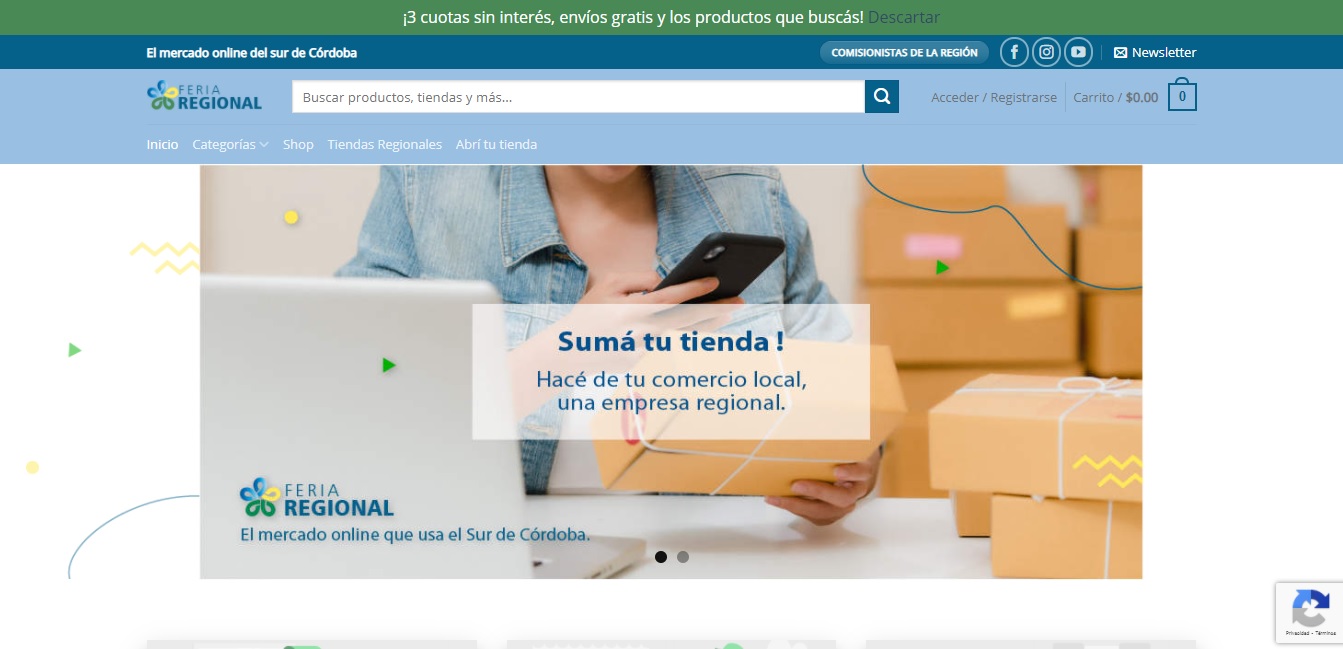 ¡3 cuotas sin interés, envíos gratis y los productos que buscás! Descartar
El mercado online del sur de Córdoba
COMISIONISTAS DE LA REGIÓN
Newsletter
FERIA
REGIONAL
Buscar productos, tiendas y más...
Acceder / Registrarse
Carrito / $0.00
0
Inicio
Categorías
Shop
Tiendas Regionales
Abrí tu tienda
Sumá tu tienda !
Hacé de tu comercio local,
una empresa regional.
FERIA
REGIONAL
El mercado online que usa el Sur de Córdoba.
Privacidad - Términos